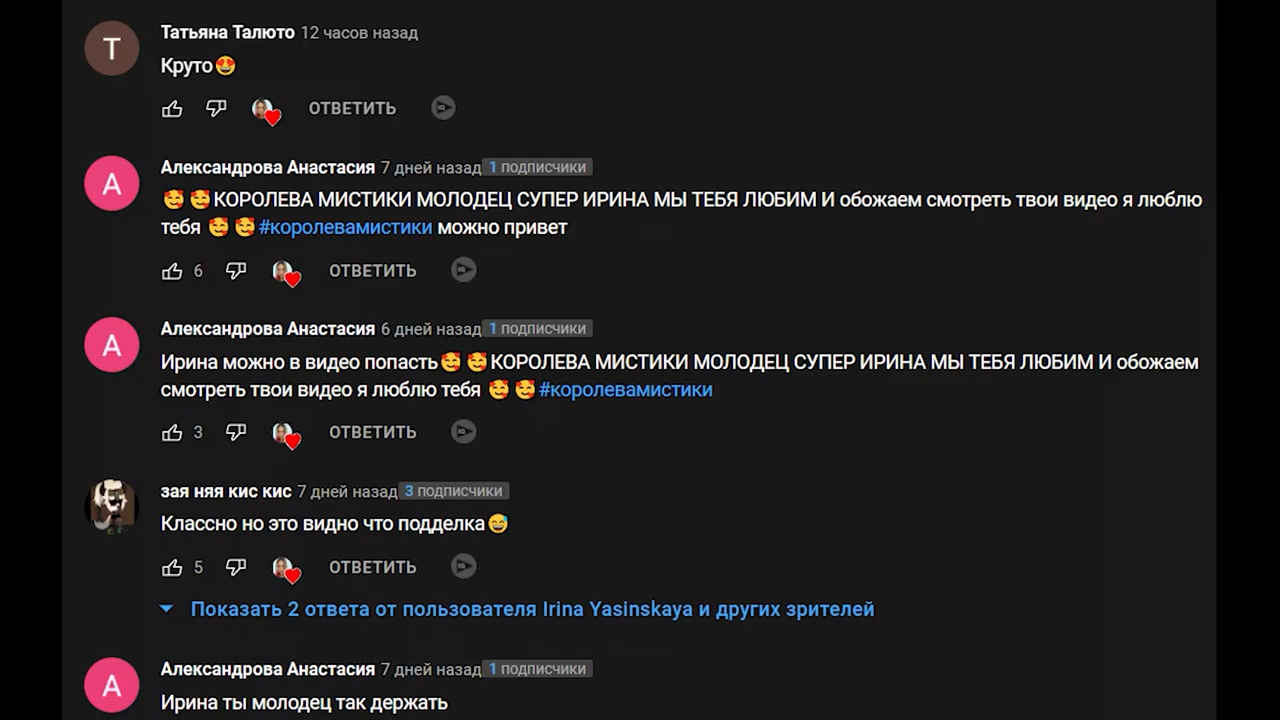 Т
Татьяна Талюто 12 часов назад
Круто😍
ОТВЕТИТЬ
А
Александрова Анастасия 7 дней назад 1 подписчики
🥰 🥰КОРОЛЕВА МИСТИКИ МОЛОДЕЦ СУПЕР ИРИНА МЫ ТЕБЯ ЛЮБИМ И обожаем смотреть твои видео я люблю
тебя 🥰 🥰 #королевамистики можно привет
6 ОТВЕТИТЬ
А
Александрова Анастасия 6 дней назад 1 подписчики
Ирина можно в видео попасть🥰 🥰КОРОЛЕВА МИСТИКИ МОЛОДЕЦ СУПЕР ИРИНА МЫ ТЕБЯ ЛЮБИМ И обожаем
смотреть твои видео я люблю тебя 🥰 🥰 #королевамистики
3 ОТВЕТИТЬ
зая няя кис кис 7 дней назад 3 подписчики
Классно но это видно что подделка😅
5 ОТВЕТИТЬ
Показать 2 ответа от пользователя Irina Yasinskaya и других зрителей
А
Александрова Анастасия 7 дней назад 1 подписчики
Ирина ты молодец так держать